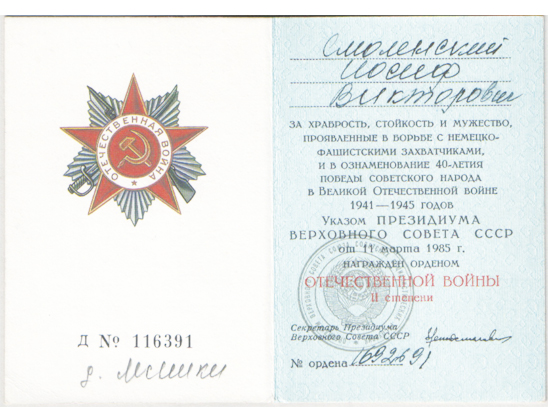 ОТЕЧЕСТВЕННАЯ ВОЙНА
Д № 116391
Смоленский
Иосиф
Викторович
ЗА ХРАБРОСТЬ, СТОЙКОСТЬ И МУЖЕСТВО,
ПРОЯВЛЕННЫЕ В БОРЬБЕ С НЕМЕЦКО-
ФАШИСТСКИМИ ЗАХВАТЧИКАМИ,
И В ОЗНАМЕНОВАНИЕ 40-ЛЕТИЯ
ПОБЕДЫ СОВЕТСКОГО НАРОДА
В ВЕЛИКОЙ ОТЕЧЕСТВЕННОЙ ВОЙНЕ
1941—1945 ГОДОВ
УКАЗОМ ПРЕЗИДИУМА
ВЕРХОВНОГО СОВЕТА СССР
от 11 марта 1985 г.
НАГРАЖДЁН ОРДЕНОМ
ОТЕЧЕСТВЕННОЙ ВОЙНЫ
II степени
Секретарь Президиума
Верховного Совета СССР
№ ордена 1692691